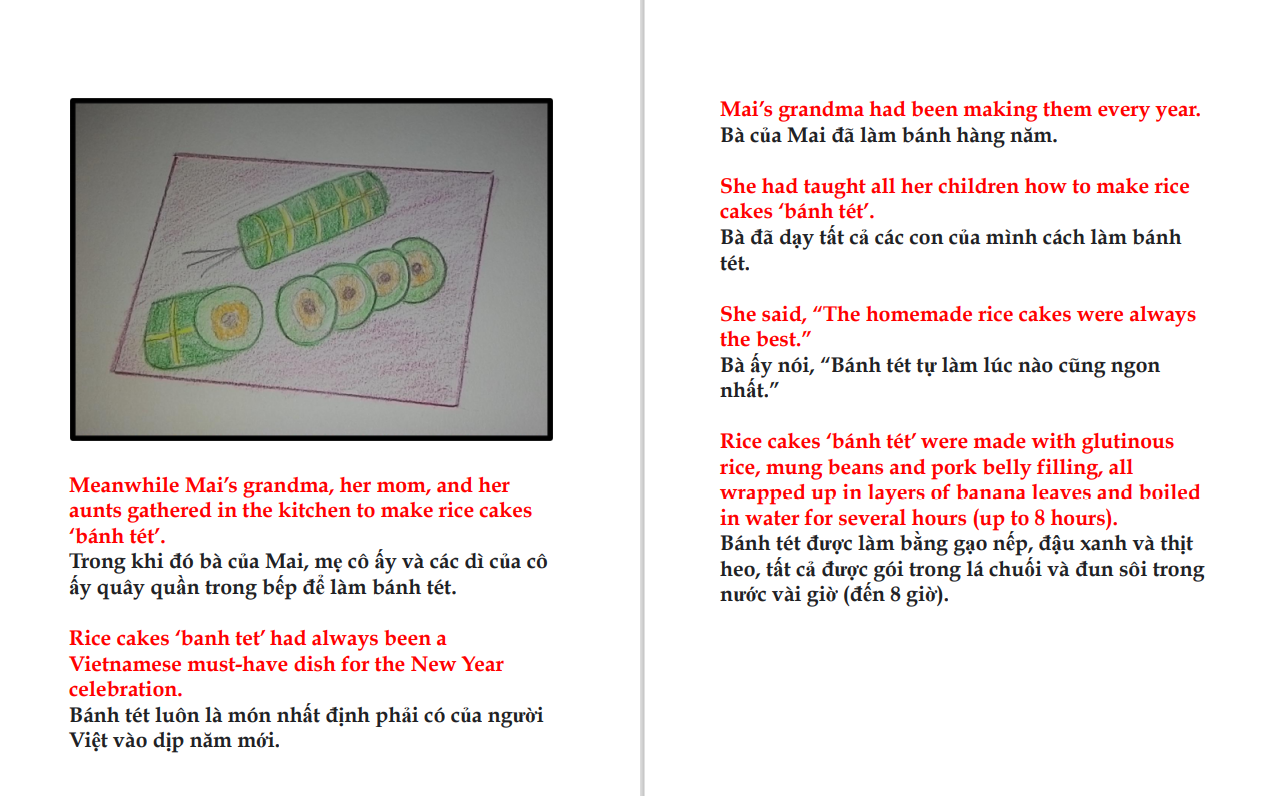 Meanwhile Mai’s grandma, her mom, and her
aunts gathered in the kitchen to make rice cakes
‘bánh tét’.
Trong khi đó bà của Mai, mẹ cô ấy và các dì của cô
ấy quây quần trong bếp để làm bánh tét.
Rice cakes ‘banh tet’ had always been a
Vietnamese must-have dish for the New Year
celebration.
Bánh tét luôn là món nhất định phải có của người
Việt vào dịp năm mới.
Mai’s grandma had been making them every year.
Bà của Mai đã làm bánh hàng năm.
She had taught all her children how to make rice
cakes ‘bánh tét’.
Bà đã dạy tất cả các con của mình cách làm bánh
tét.
She said, “The homemade rice cakes were always
the best.”
Bà ấy nói, “Bánh tét tự làm lúc nào cũng ngon
nhất.”
Rice cakes ‘bánh tét’ were made with glutinous
rice, mung beans and pork belly filling, all
wrapped up in layers of banana leaves and boiled
in water for several hours (up to 8 hours).
Bánh tét được làm bằng gạo nếp, đậu xanh và thịt
heo, tất cả được gói trong lá chuối và đun sôi trong
nước vài giờ (đến 8 giờ).